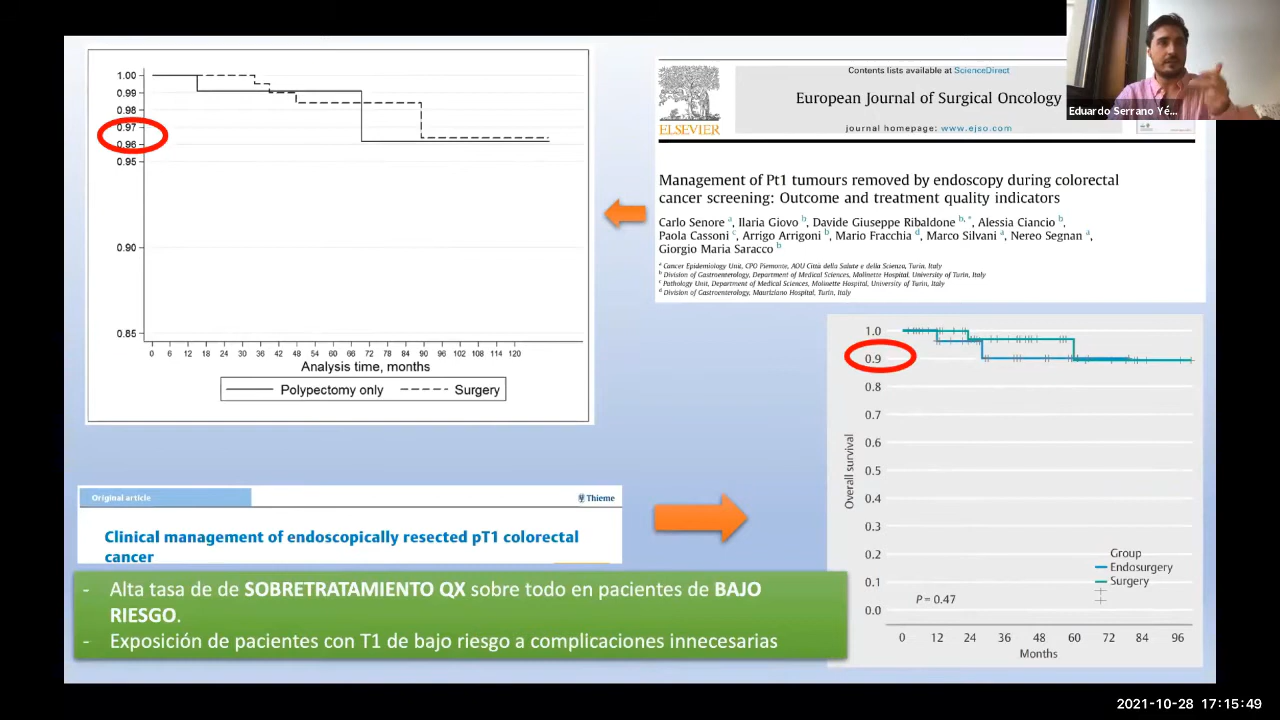 1.00
0.99
0.98
0.97
0.96
0.95
0.90
0.85
0 6 12 18 24 30 36 42 48 54 60 66 72 78 84 90 96 102 108 114 120
Analysis time, months
Polypectomy only Surgery
Contents lists available at ScienceDirect
European Journal of Surgical Oncology
ELSEVIER
journal homepage: www.ejso.com
Eduardo Serrano Yé...
Management of Pt1 tumours removed by endoscopy during colorectal
cancer screening: Outcome and treatment quality indicators
Carlo Senore a, Ilaria Giovo b, Davide Giuseppe Ribaldone b, *, Alessia Ciancio b,
Paola Cassoni c, Arrigo Arrigoni b, Mario Fracchia d, Marco Silvani a, Nereo Segnan a,
Giorgio Maria Saracco b
a Cancer Epidemiology Unit, CPO Piemonte, AOU Città della Salute e della Scienza, Turin, Italy
b Division of Gastroenterology, Department of Medical Sciences, Molinette Hospital, University of Turin, Italy
c Pathology Unit, Department of Medical Sciences, Molinette Hospital, University of Turin, Italy
d Division of Gastroenterology, Mauriziano Hospital, Turin, Italy
Original article
Thieme
Clinical management of endoscopically resected pT1 colorectal
cancer
- Alta tasa de de SOBRETRATAMIENTO QX sobre todo en pacientes de BAJO
RIESGO.
- Exposición de pacientes con T1 de bajo riesgo a complicaciones innecesarias
1.0
0.9
0.8
0.7
0.6
0.5
0.4
0.3
0.2
0.1
0.0
Overall survival
Group
Endosurgery
Surgery
P = 0.47
0 12 24 36 48 60 72 84 96
Months
2021-10-28 17:15:49